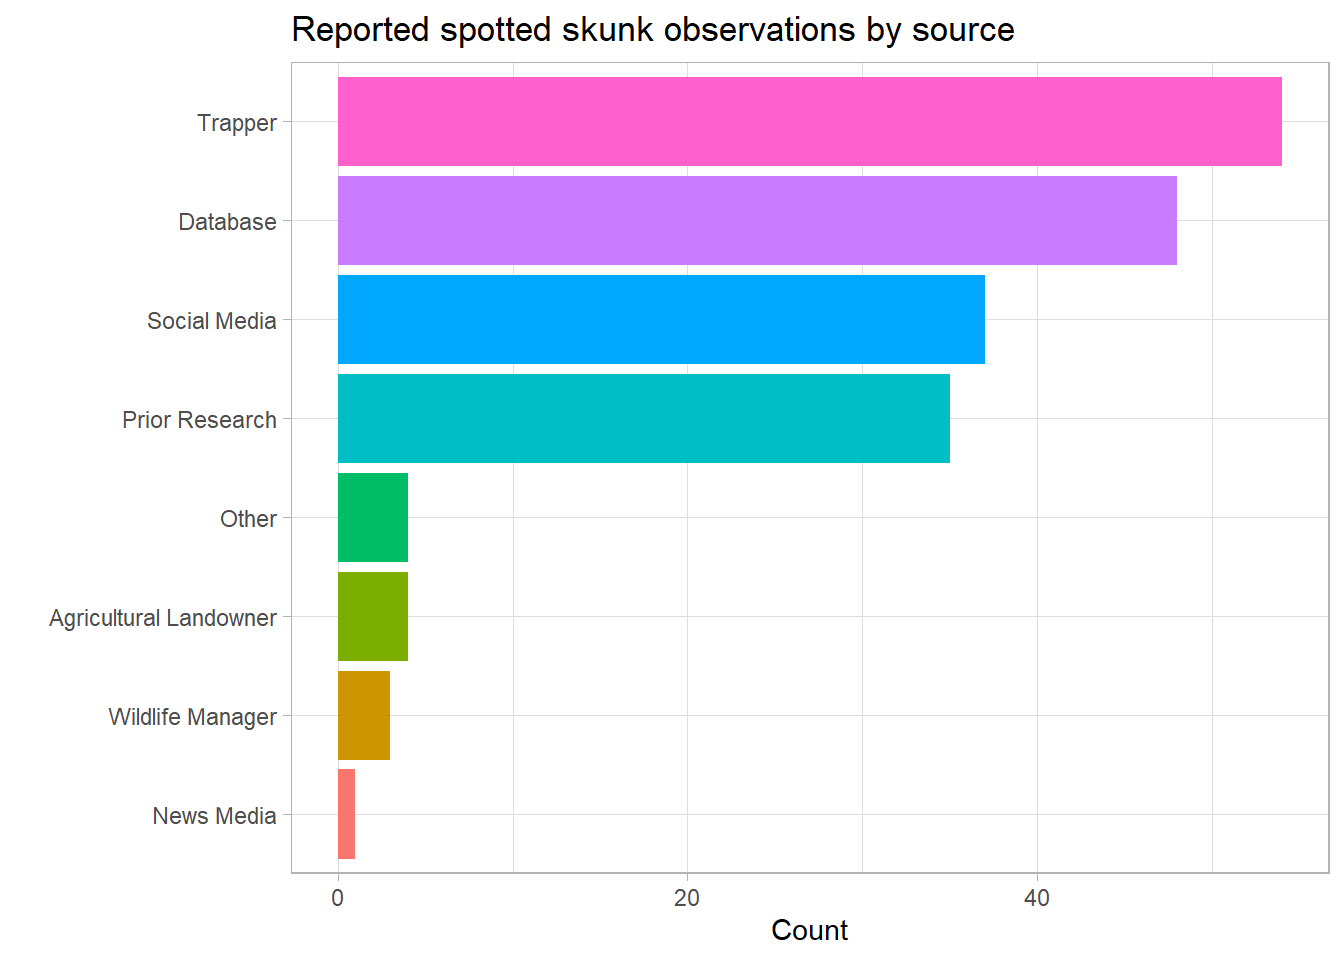 Reported spotted skunk observations by source
Trapper
Database
Social Media
Prior Research
Other
Agricultural Landowner
Wildlife Manager
News Media
0 20 40
Count